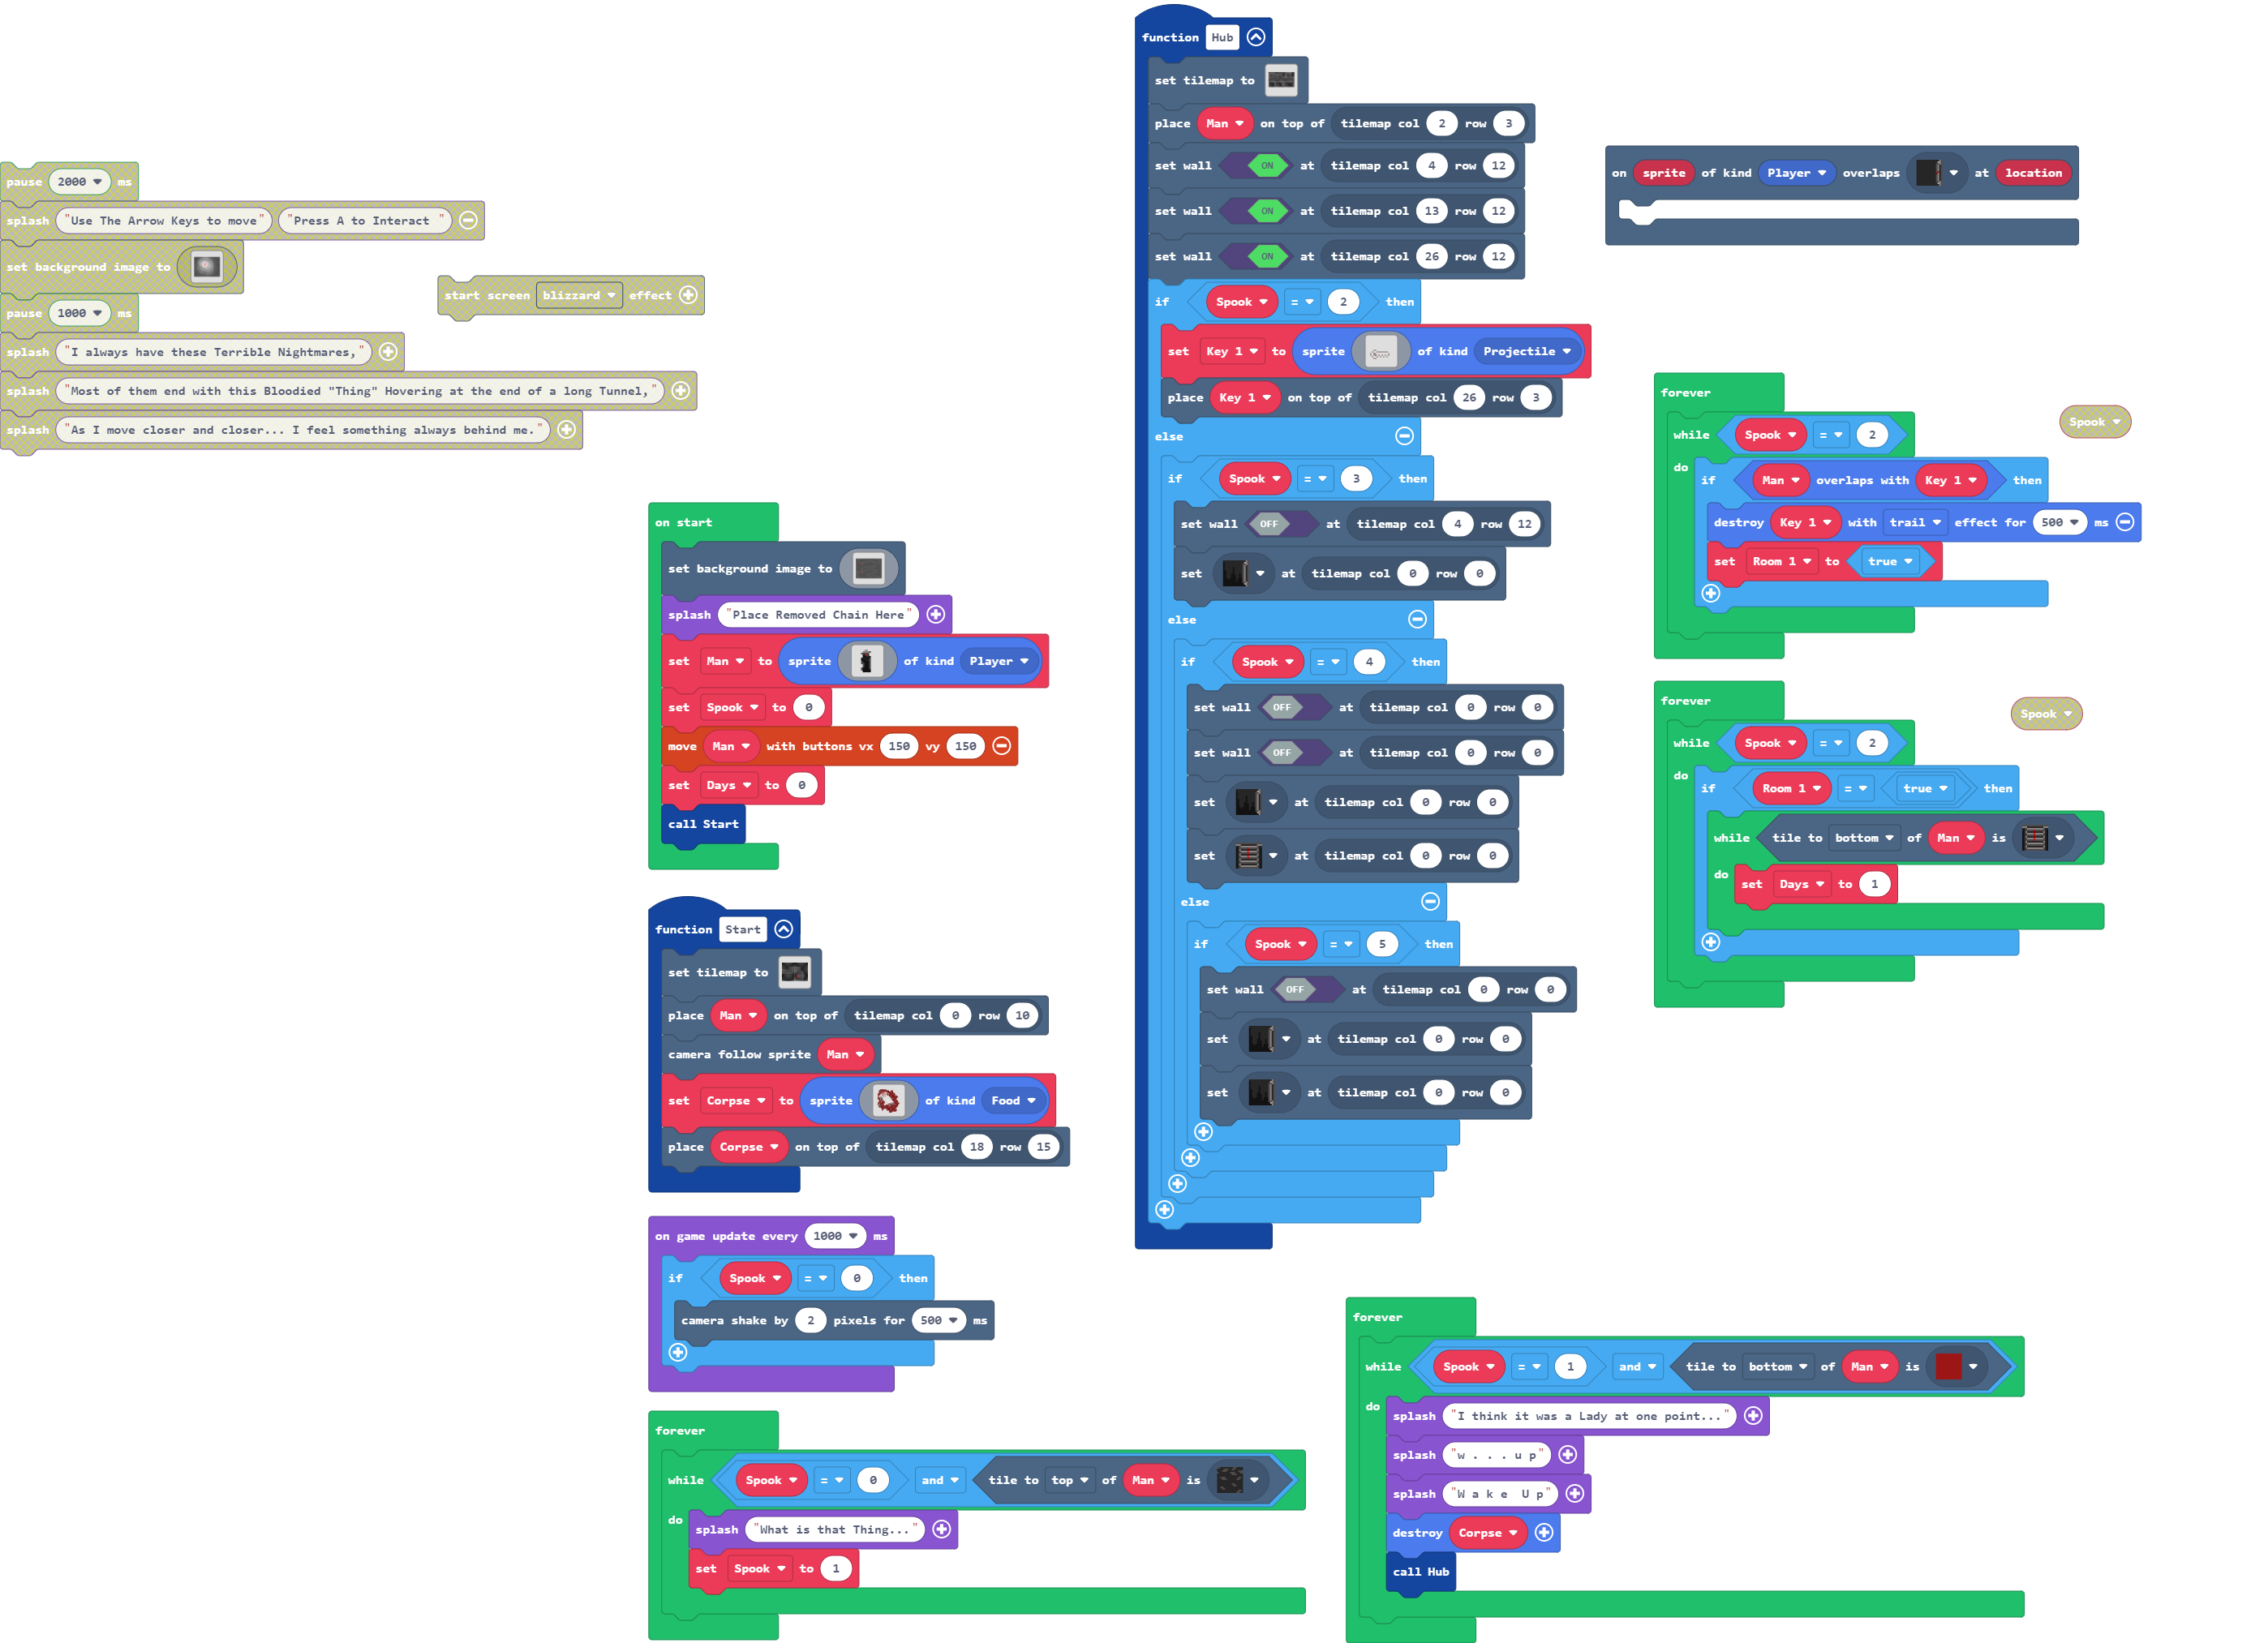 pause 2000 ms
splash "Use The Arrow Keys to move" "Press A to Interact "
set background image to
pause 1000 ms
splash "I always have these Terrible Nightmares,"
splash "Most of them end with this Bloodied "Thing" Hovering at the end of a long Tunnel,"
splash "As I move closer and closer... I feel something always behind me."
start screen blizzard effect
on start
set background image to
splash "Place Removed Chain Here"
set Man to sprite of kind Player
set Spook to 0
move Man with buttons vx 150 vy 150
set Days to 0
call Start
function Start
set tilemap to
place Man on top of tilemap col 0 row 10
camera follow sprite Man
set Corpse to sprite of kind Food
place Corpse on top of tilemap col 18 row 15
on game update every 1000 ms
if Spook = 0 then
camera shake by 2 pixels for 500 ms
forever
while Spook = 0 and tile to top of Man is
do
splash "What is that Thing..."
set Spook to 1
function Hub
set tilemap to
place Man on top of tilemap col 2 row 3
set wall ON at tilemap col 4 row 12
set wall ON at tilemap col 13 row 12
set wall ON at tilemap col 26 row 12
if Spook = 2 then
set Key 1 to sprite of kind Projectile
place Key 1 on top of tilemap col 26 row 3
else
if Spook = 3 then
set wall OFF at tilemap col 4 row 12
set at tilemap col 0 row 0
else
if Spook = 4 then
set wall OFF at tilemap col 0 row 0
set wall OFF at tilemap col 0 row 0
set at tilemap col 0 row 0
set at tilemap col 0 row 0
else
if Spook = 5 then
set wall OFF at tilemap col 0 row 0
set at tilemap col 0 row 0
set at tilemap col 0 row 0
on sprite of kind Player overlaps at location
forever
while Spook = 2
do
if Man overlaps with Key 1 then
destroy Key 1 with trail effect for 500 ms
set Room 1 to true
Spook
forever
while Spook = 2
do
if Room 1 = true then
while tile to bottom of Man is
do
set Days to 1
Spook
forever
while Spook = 1 and tile to bottom of Man is
do
splash "I think it was a Lady at one point..."
splash "w . . . u p"
splash "W a k e  U p"
destroy Corpse
call Hub